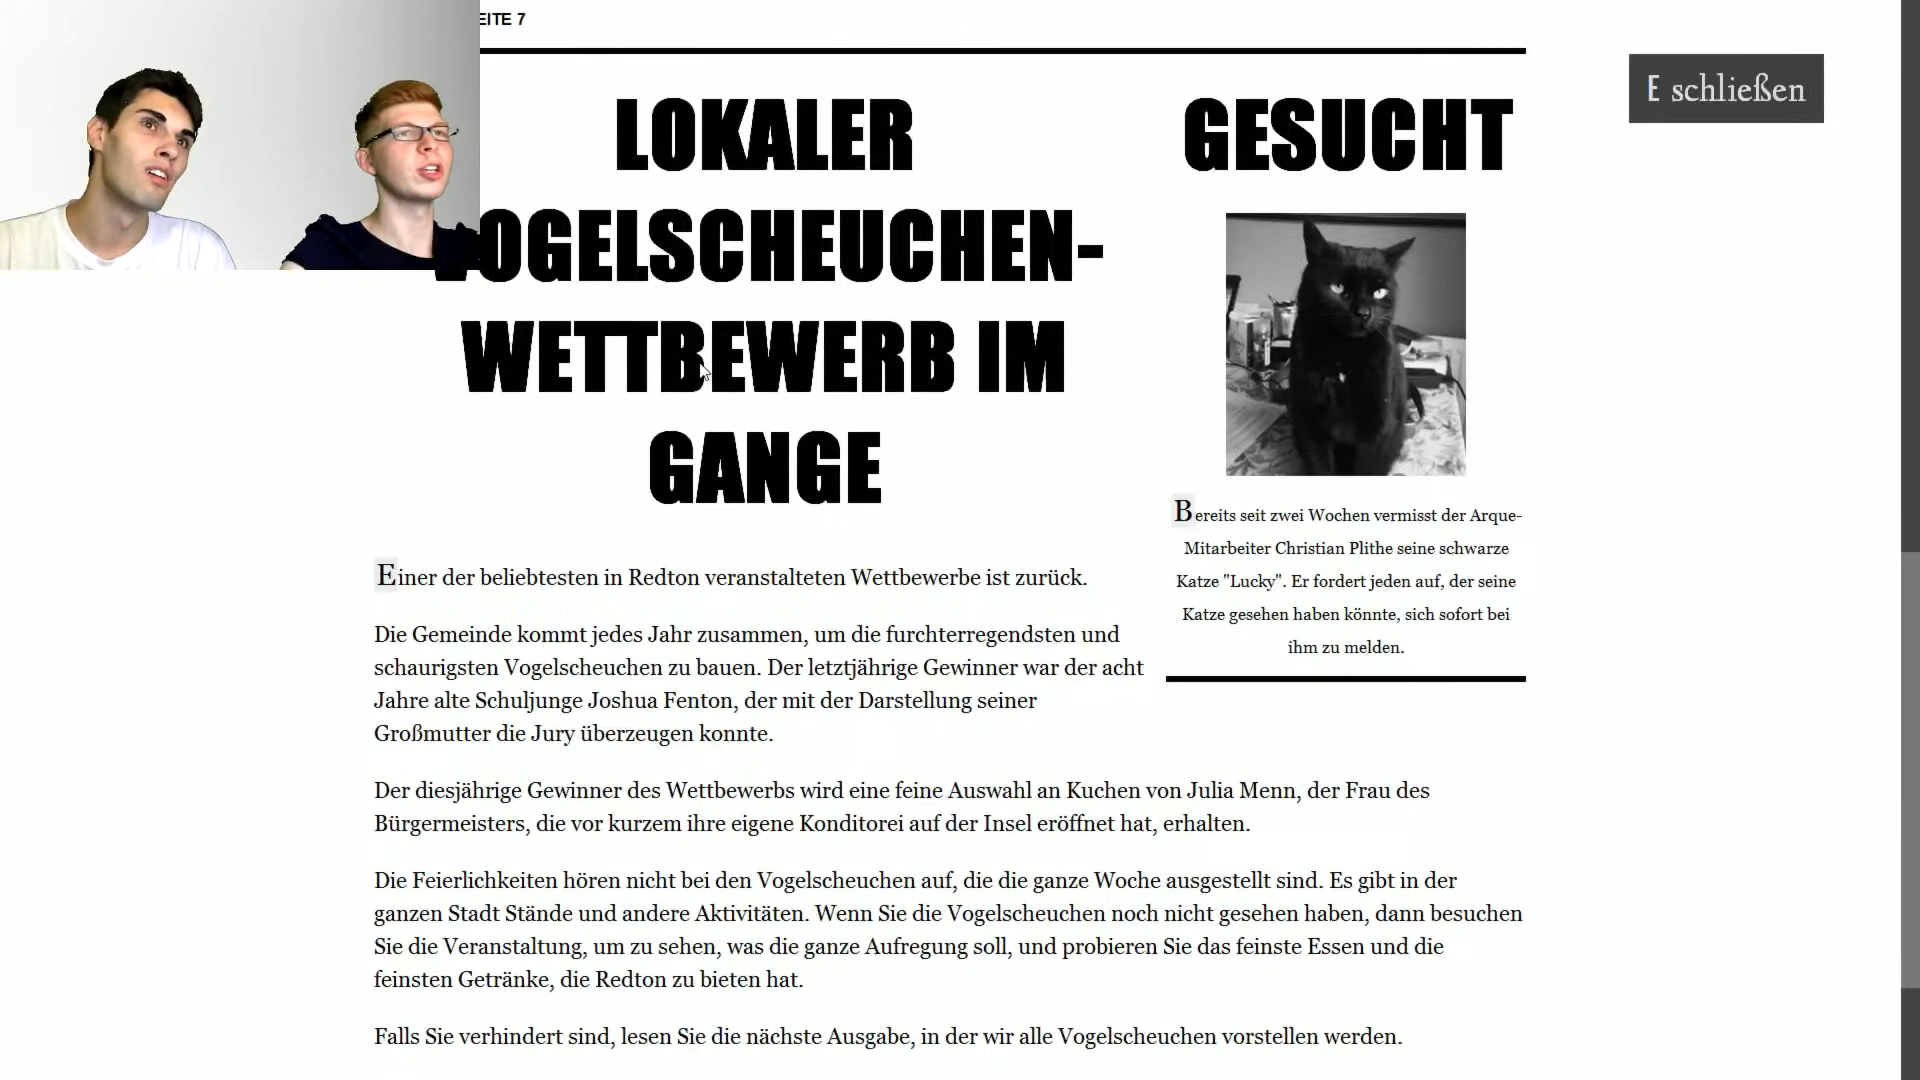 EITE 7
E schließen
LOKALER
VOGELSCHEUCHEN-
WETTBEWERB IM
GANGE
Einer der beliebtesten in Redton veranstalteten Wettbewerbe ist zurück.
Die Gemeinde kommt jedes Jahr zusammen, um die furchterregendsten und
schaurigsten Vogelscheuchen zu bauen. Der letztjährige Gewinner war der acht
Jahre alte Schuljunge Joshua Fenton, der mit der Darstellung seiner
Großmutter die Jury überzeugen konnte.
Der diesjährige Gewinner des Wettbewerbs wird eine feine Auswahl an Kuchen von Julia Menn, der Frau des
Bürgermeisters, die vor kurzem ihre eigene Konditorei auf der Insel eröffnet hat, erhalten.
Die Feierlichkeiten hören nicht bei den Vogelscheuchen auf, die die ganze Woche ausgestellt sind. Es gibt in der
ganzen Stadt Stände und andere Aktivitäten. Wenn Sie die Vogelscheuchen noch nicht gesehen haben, dann besuchen
Sie die Veranstaltung, um zu sehen, was die ganze Aufregung soll, und probieren Sie das feinste Essen und die
feinsten Getränke, die Redton zu bieten hat.
Falls Sie verhindert sind, lesen Sie die nächste Ausgabe, in der wir alle Vogelscheuchen vorstellen werden.
GESUCHT
Bereits seit zwei Wochen vermisst der Arque-
Mitarbeiter Christian Plithe seine schwarze
Katze "Lucky". Er fordert jeden auf, der seine
Katze gesehen haben könnte, sich sofort bei
ihm zu melden.